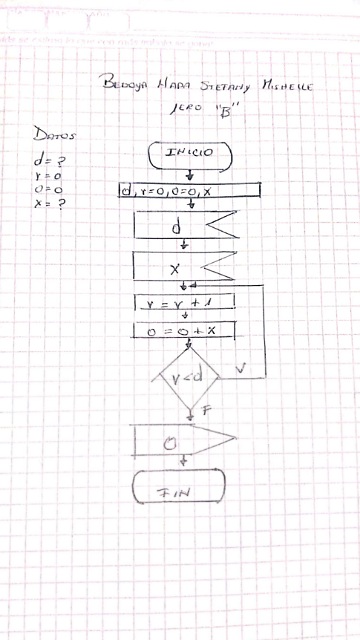 BEDOYA MARA STEFANY MISHELLE
1ERO "B"
DATOS
d = ?
r = 0
O = 0
x = ?
INICIO
d, r=0, O=0, x
d
x
r = r + 1
O = O + x
r < d
V
F
O
FIN